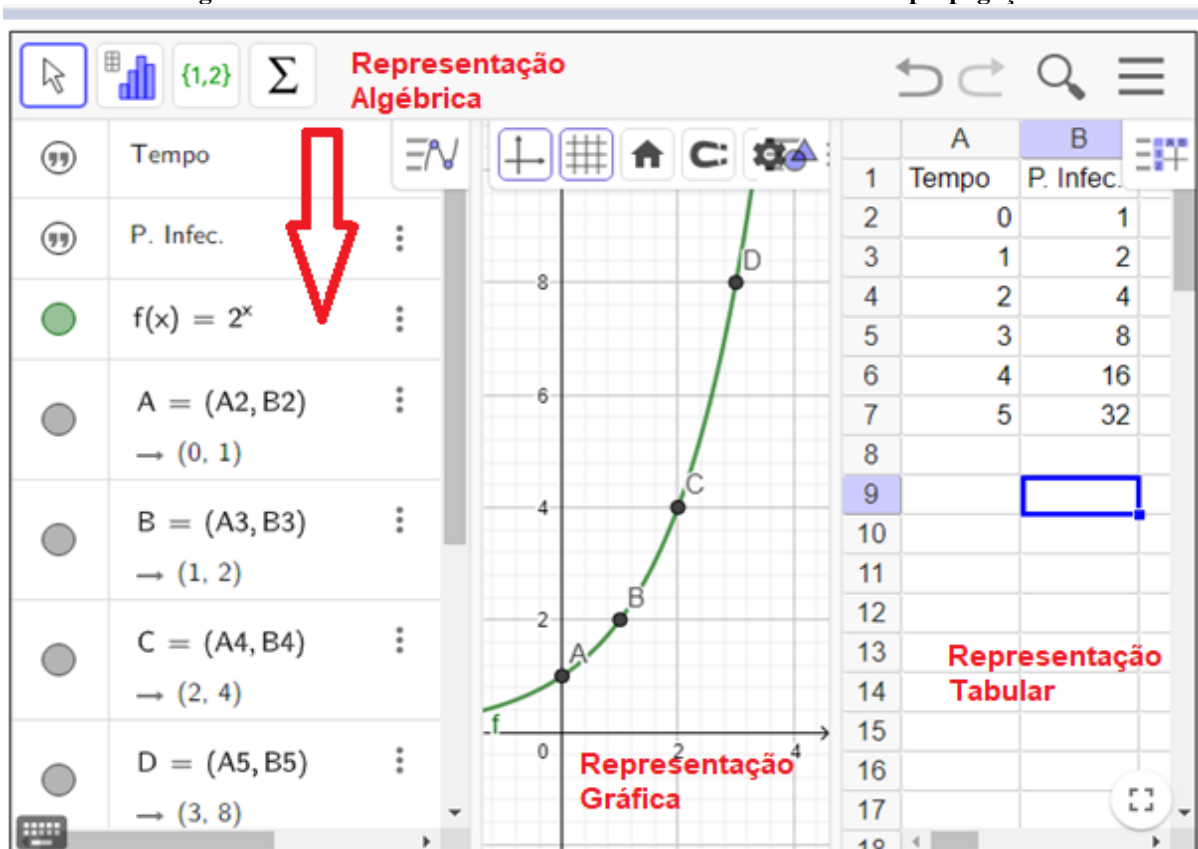 {1,2}
Σ
Representação
Algébrica
Tempo
P. Infec.
f(x) = 2ˣ
A = (A2, B2)
→ (0, 1)
B = (A3, B3)
→ (1, 2)
C = (A4, B4)
→ (2, 4)
D = (A5, B5)
→ (3, 8)
8
6
4
2
0
2
4
D
C
B
A
f
Representação
Gráfica
A B
1 Tempo P. Infec.
2 0 1
3 1 2
4 2 4
5 3 8
6 4 16
7 5 32
8
9
10
11
12
13
14
15
16
17
Representação
Tabular